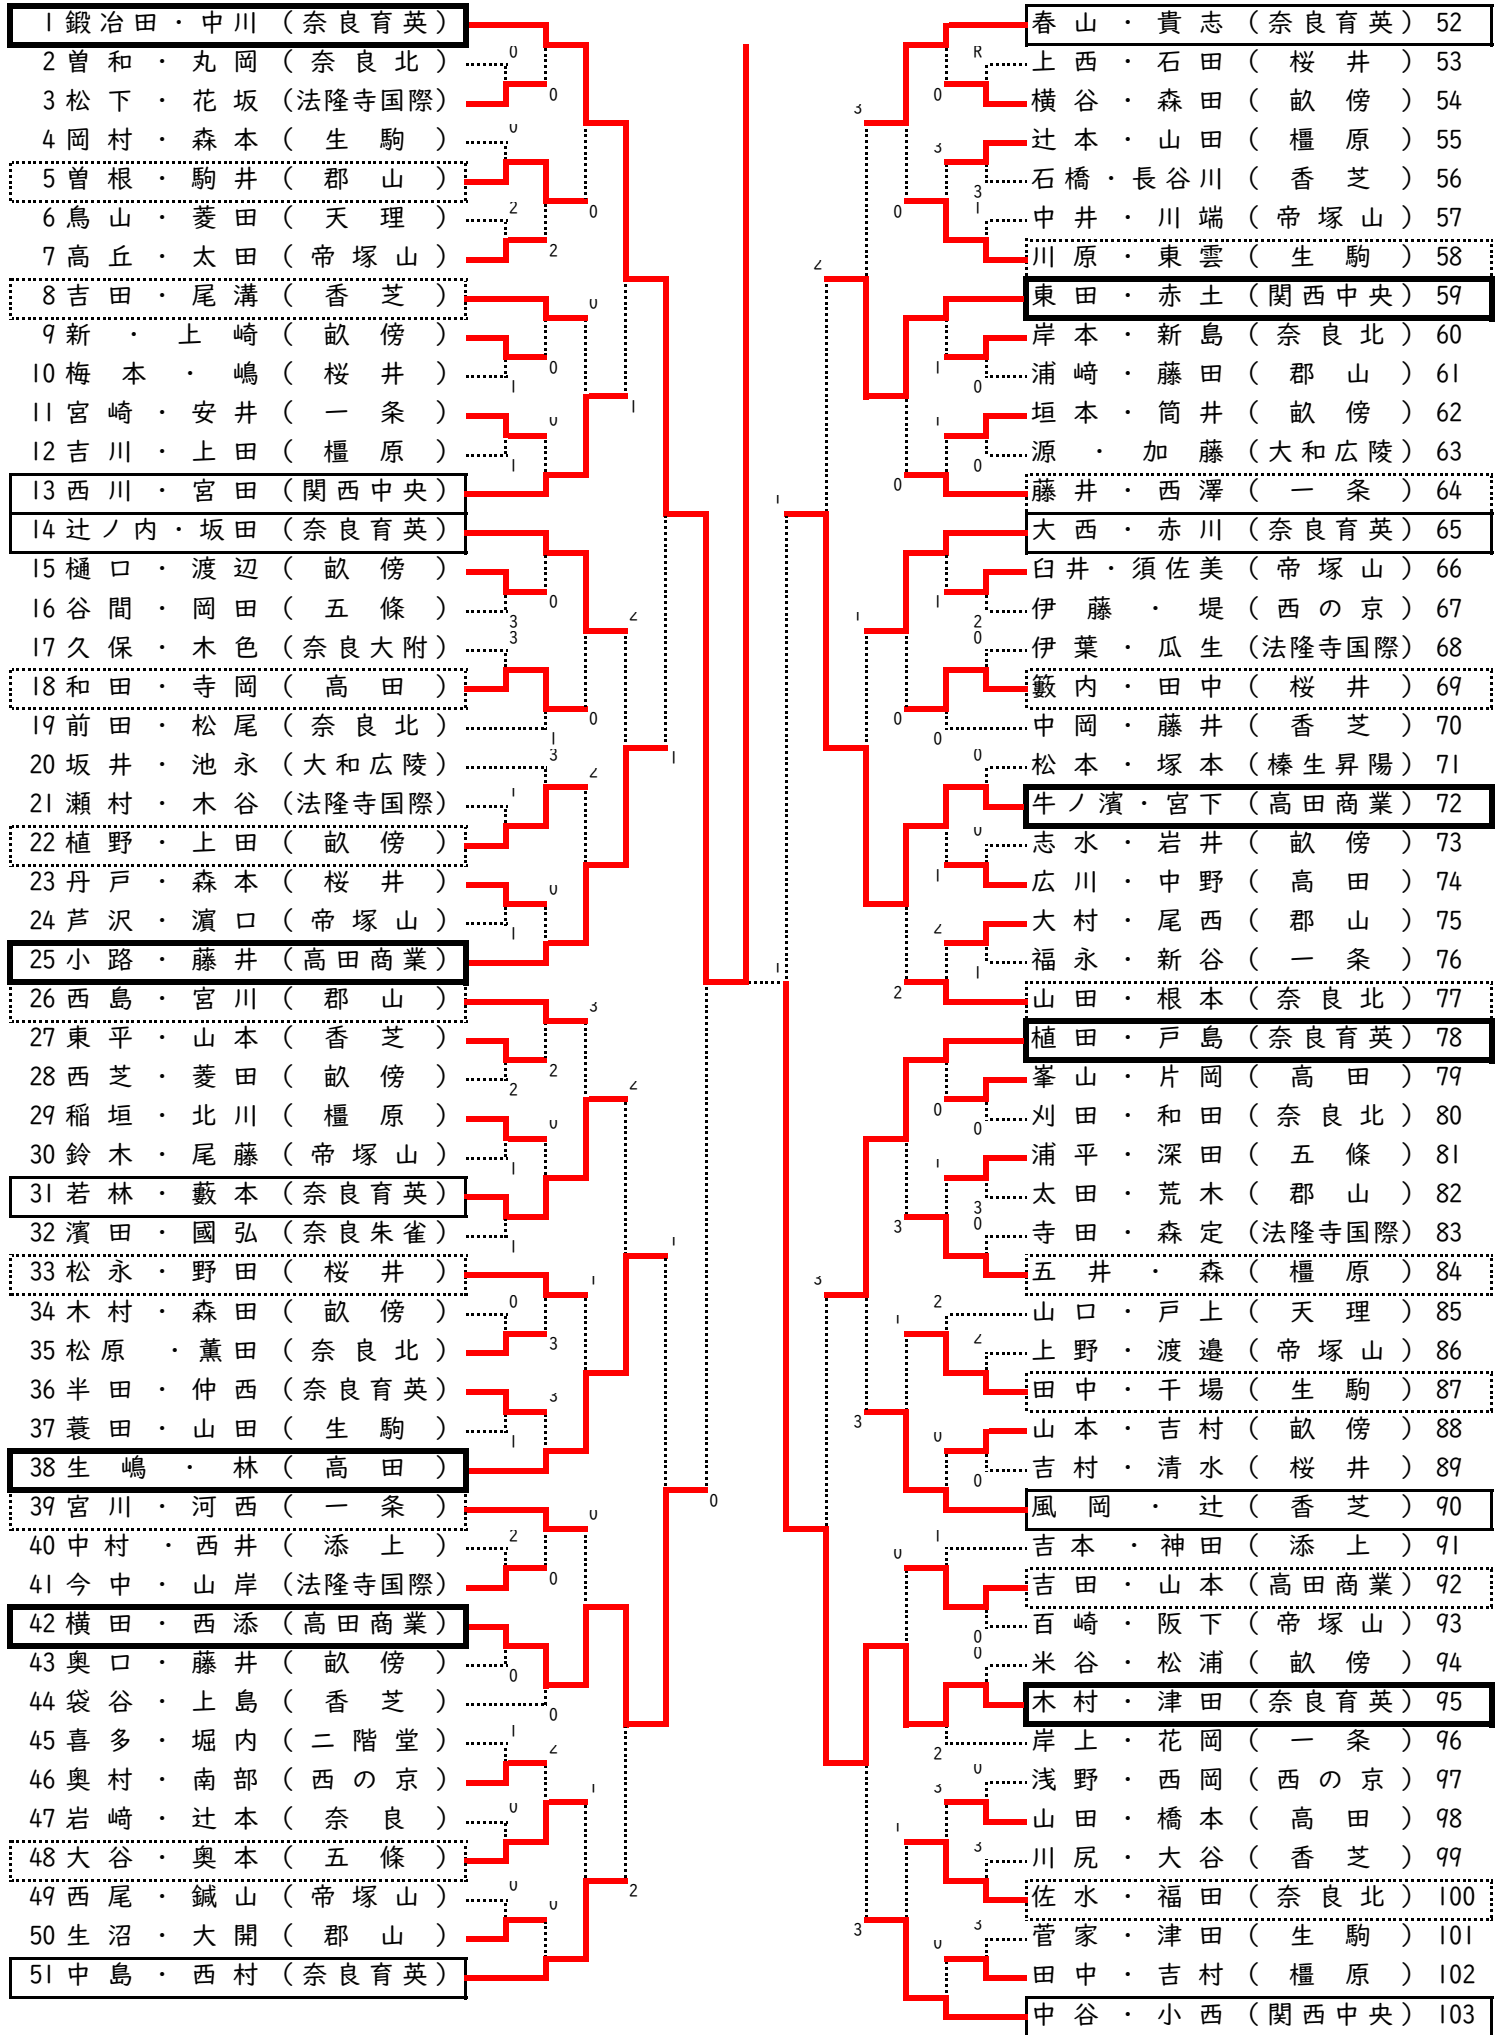 1 鍛冶田・中川 (奈良育英)
2 曽和・丸岡 (奈良北)
3 松下・花坂 (法隆寺国際)
4 岡村・森本 (生駒)
5 曽根・駒井 (郡山)
6 鳥山・菱田 (天理)
7 高丘・太田 (帝塚山)
8 吉田・尾溝 (香芝)
9 新・上崎 (畝傍)
10 梅本・嶋 (桜井)
11 宮崎・安井 (一条)
12 吉川・上田 (橿原)
13 西川・宮田 (関西中央)
14 辻ノ内・坂田 (奈良育英)
15 樋口・渡辺 (畝傍)
16 谷間・岡田 (五條)
17 久保・木色 (奈良大附)
18 和田・寺岡 (高田)
19 前田・松尾 (奈良北)
20 坂井・池永 (大和広陵)
21 瀬村・木谷 (法隆寺国際)
22 植野・上田 (畝傍)
23 丹戸・森本 (桜井)
24 芦沢・濵口 (帝塚山)
25 小路・藤井 (高田商業)
26 西島・宮川 (郡山)
27 東平・山本 (香芝)
28 西芝・菱田 (畝傍)
29 稲垣・北川 (橿原)
30 鈴木・尾藤 (帝塚山)
31 若林・藪本 (奈良育英)
32 濱田・國弘 (奈良朱雀)
33 松永・野田 (桜井)
34 木村・森田 (畝傍)
35 松原・薫田 (奈良北)
36 半田・仲西 (奈良育英)
37 蓑田・山田 (生駒)
38 生嶋・林 (高田)
39 宮川・河西 (一条)
40 中村・西井 (添上)
41 今中・山岸 (法隆寺国際)
42 横田・西添 (高田商業)
43 奥口・藤井 (畝傍)
44 袋谷・上島 (香芝)
45 喜多・堀内 (二階堂)
46 奥村・南部 (西の京)
47 岩﨑・辻本 (奈良)
48 大谷・奥本 (五條)
49 西尾・鍼山 (帝塚山)
50 生沼・大開 (郡山)
51 中島・西村 (奈良育英)
春山・貴志 (奈良育英) 52
上西・石田 (桜井) 53
横谷・森田 (畝傍) 54
辻本・山田 (橿原) 55
石橋・長谷川 (香芝) 56
中井・川端 (帝塚山) 57
川原・東雲 (生駒) 58
東田・赤土 (関西中央) 59
岸本・新島 (奈良北) 60
浦﨑・藤田 (郡山) 61
垣本・筒井 (畝傍) 62
源・加藤 (大和広陵) 63
藤井・西澤 (一条) 64
大西・赤川 (奈良育英) 65
臼井・須佐美 (帝塚山) 66
伊藤・堤 (西の京) 67
伊葉・瓜生 (法隆寺国際) 68
籔内・田中 (桜井) 69
中岡・藤井 (香芝) 70
松本・塚本 (榛生昇陽) 71
牛ノ濱・宮下 (高田商業) 72
志水・岩井 (畝傍) 73
広川・中野 (高田) 74
大村・尾西 (郡山) 75
福永・新谷 (一条) 76
山田・根本 (奈良北) 77
植田・戸島 (奈良育英) 78
峯山・片岡 (高田) 79
刈田・和田 (奈良北) 80
浦平・深田 (五條) 81
太田・荒木 (郡山) 82
寺田・森定 (法隆寺国際) 83
五井・森 (橿原) 84
山口・戸上 (天理) 85
上野・渡邉 (帝塚山) 86
田中・干場 (生駒) 87
山本・吉村 (畝傍) 88
吉村・清水 (桜井) 89
風岡・辻 (香芝) 90
吉本・神田 (添上) 91
吉田・山本 (高田商業) 92
百崎・阪下 (帝塚山) 93
米谷・松浦 (畝傍) 94
木村・津田 (奈良育英) 95
岸上・花岡 (一条) 96
浅野・西岡 (西の京) 97
山田・橋本 (高田) 98
川尻・大谷 (香芝) 99
佐水・福田 (奈良北) 100
菅家・津田 (生駒) 101
田中・吉村 (橿原) 102
中谷・小西 (関西中央) 103